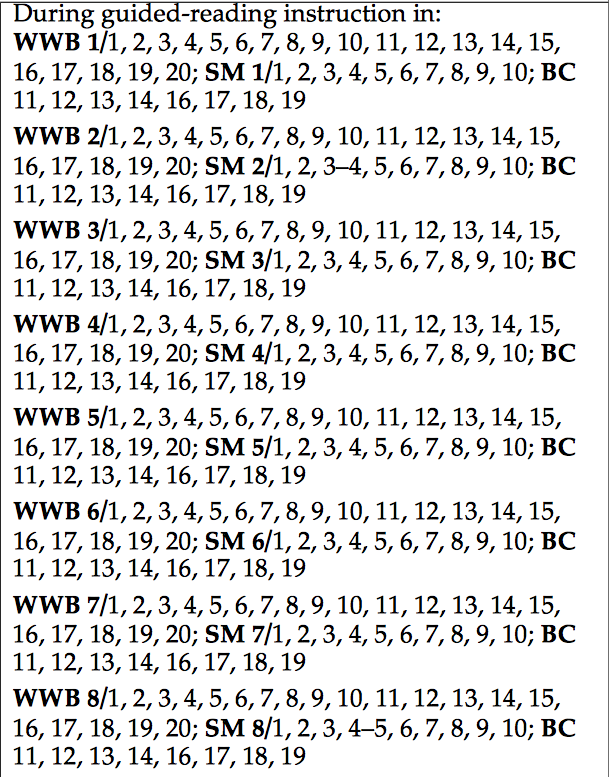 During guided-reading instruction in:
WWB 1/1, 2, 3, 4, 5, 6, 7, 8, 9, 10, 11, 12, 13, 14, 15,
16, 17, 18, 19, 20; SM 1/1, 2, 3, 4, 5, 6, 7, 8, 9, 10; BC
11, 12, 13, 14, 16, 17, 18, 19
WWB 2/1, 2, 3, 4, 5, 6, 7, 8, 9, 10, 11, 12, 13, 14, 15,
16, 17, 18, 19, 20; SM 2/1, 2, 3–4, 5, 6, 7, 8, 9, 10; BC
11, 12, 13, 14, 16, 17, 18, 19
WWB 3/1, 2, 3, 4, 5, 6, 7, 8, 9, 10, 11, 12, 13, 14, 15,
16, 17, 18, 19, 20; SM 3/1, 2, 3, 4, 5, 6, 7, 8, 9, 10; BC
11, 12, 13, 14, 16, 17, 18, 19
WWB 4/1, 2, 3, 4, 5, 6, 7, 8, 9, 10, 11, 12, 13, 14, 15,
16, 17, 18, 19, 20; SM 4/1, 2, 3, 4, 5, 6, 7, 8, 9, 10; BC
11, 12, 13, 14, 16, 17, 18, 19
WWB 5/1, 2, 3, 4, 5, 6, 7, 8, 9, 10, 11, 12, 13, 14, 15,
16, 17, 18, 19, 20; SM 5/1, 2, 3, 4, 5, 6, 7, 8, 9, 10; BC
11, 12, 13, 14, 16, 17, 18, 19
WWB 6/1, 2, 3, 4, 5, 6, 7, 8, 9, 10, 11, 12, 13, 14, 15,
16, 17, 18, 19, 20; SM 6/1, 2, 3, 4, 5, 6, 7, 8, 9, 10; BC
11, 12, 13, 14, 16, 17, 18, 19
WWB 7/1, 2, 3, 4, 5, 6, 7, 8, 9, 10, 11, 12, 13, 14, 15,
16, 17, 18, 19, 20; SM 7/1, 2, 3, 4, 5, 6, 7, 8, 9, 10; BC
11, 12, 13, 14, 16, 17, 18, 19
WWB 8/1, 2, 3, 4, 5, 6, 7, 8, 9, 10, 11, 12, 13, 14, 15,
16, 17, 18, 19, 20; SM 8/1, 2, 3, 4–5, 6, 7, 8, 9, 10; BC
11, 12, 13, 14, 16, 17, 18, 19